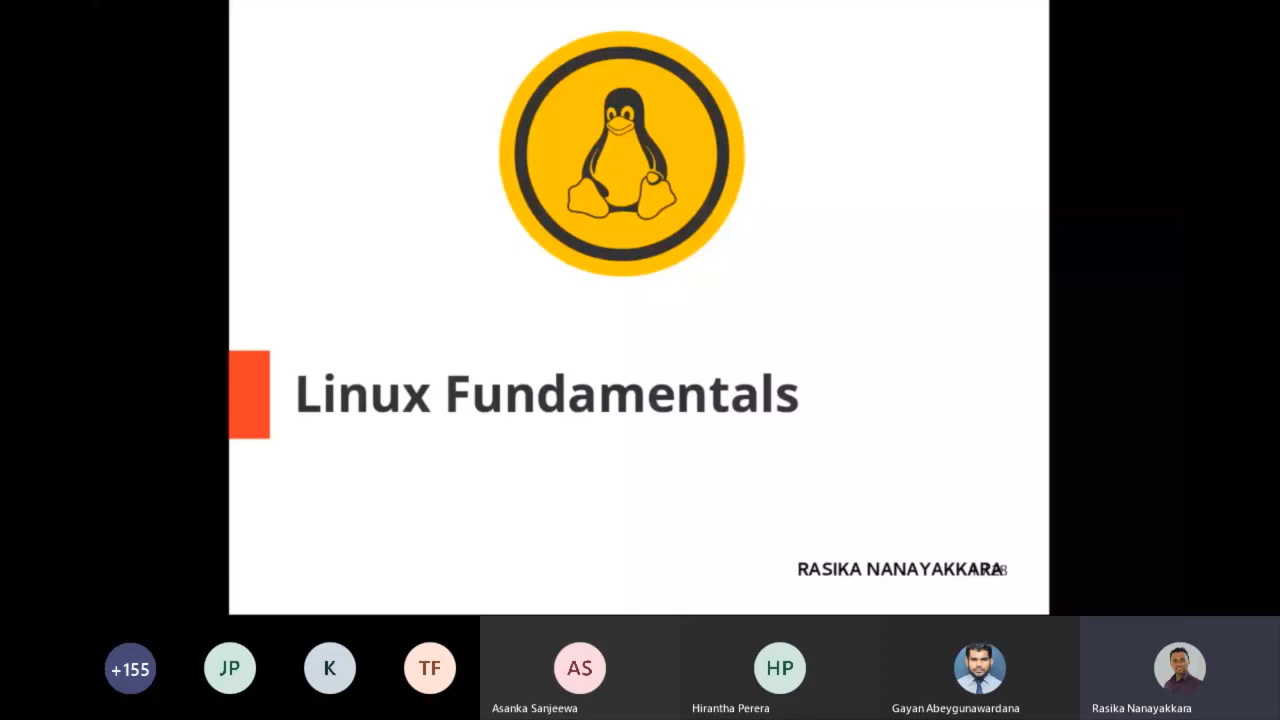 Linux Fundamentals
RASIKA NANAYAKKARA
+155
JP
K
TF
AS
HP
Asanka Sanjeewa
Hirantha Perera
Gayan Abeygunawardana
Rasika Nanayakkara